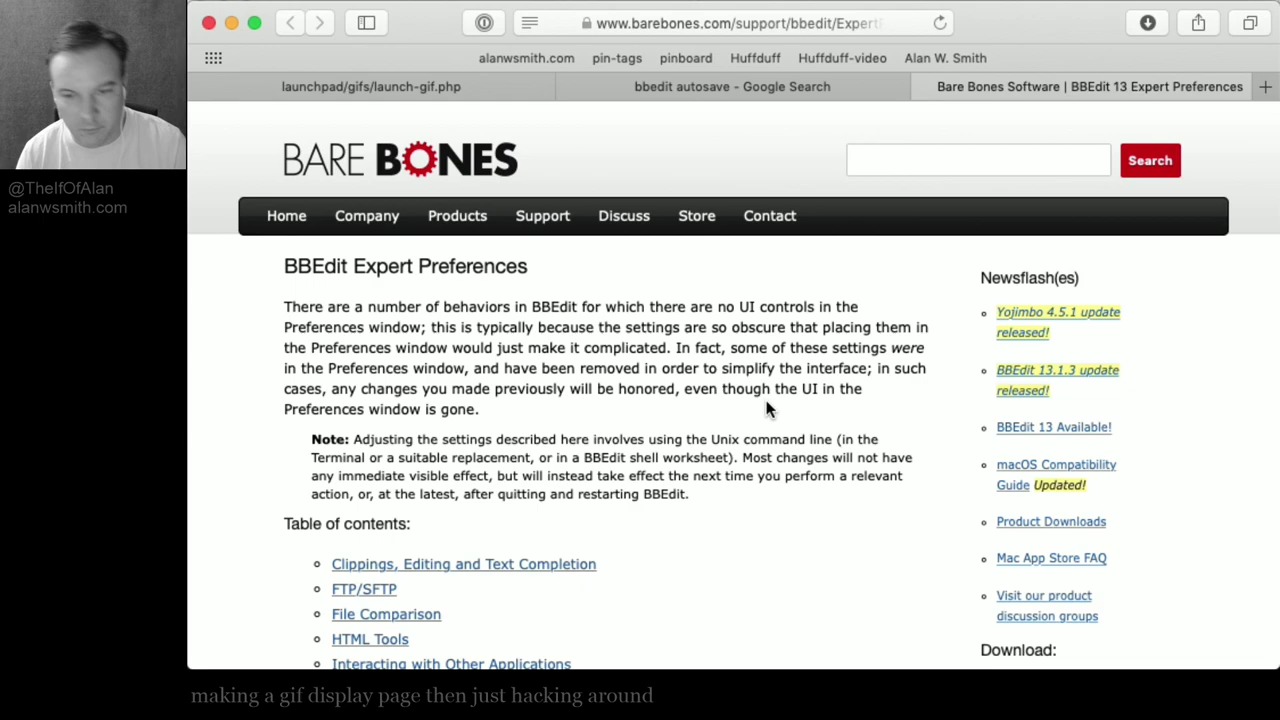 www.barebones.com/support/bbedit/Expert
alanwsmith.com pin-tags pinboard Huffduff Huffduff-video Alan W. Smith
launchpad/gifs/launch-gif.php
bbedit autosave - Google Search
Bare Bones Software | BBEdit 13 Expert Preferences
@TheIfOfAlan
alanwsmith.com
BARE BONES
Search
Home Company Products Support Discuss Store Contact
BBEdit Expert Preferences
There are a number of behaviors in BBEdit for which there are no UI controls in the
Preferences window; this is typically because the settings are so obscure that placing them in
the Preferences window would just make it complicated. In fact, some of these settings were
in the Preferences window, and have been removed in order to simplify the interface; in such
cases, any changes you made previously will be honored, even though the UI in the
Preferences window is gone.
Note: Adjusting the settings described here involves using the Unix command line (in the
Terminal or a suitable replacement, or in a BBEdit shell worksheet). Most changes will not have
any immediate visible effect, but will instead take effect the next time you perform a relevant
action, or, at the latest, after quitting and restarting BBEdit.
Table of contents:
Clippings, Editing and Text Completion
FTP/SFTP
File Comparison
HTML Tools
Interacting with Other Applications
Newsflash(es)
Yojimbo 4.5.1 update
released!
BBEdit 13.1.3 update
released!
BBEdit 13 Available!
macOS Compatibility
Guide Updated!
Product Downloads
Mac App Store FAQ
Visit our product
discussion groups
Download:
making a gif display page then just hacking around